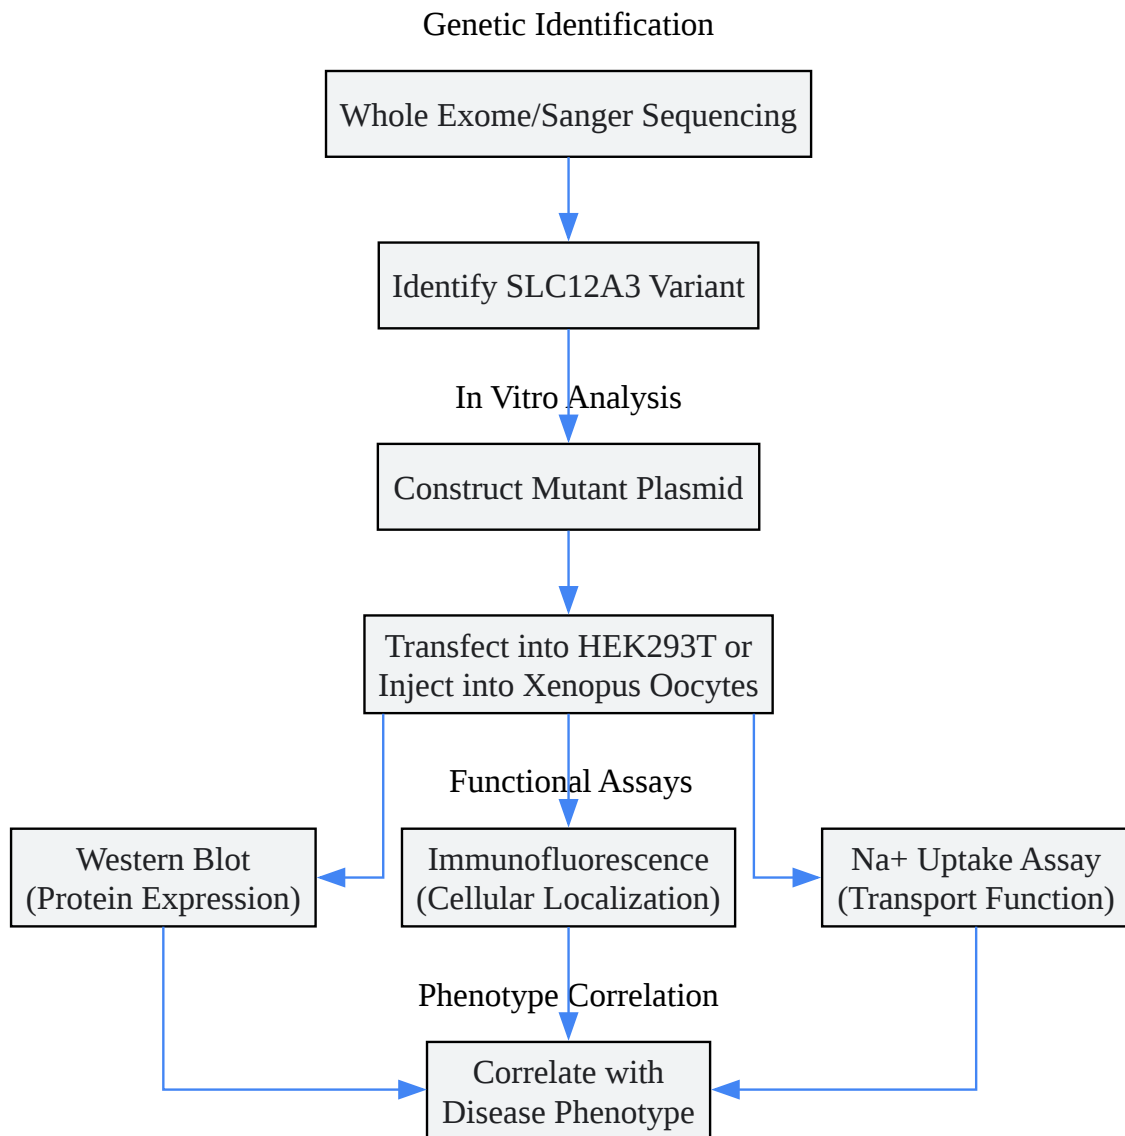 Genetic Identification
Whole Exome/Sanger Sequencing
Identify SLC12A3 Variant
In Vitro Analysis
Construct Mutant Plasmid
Transfect into HEK293T or
Inject into Xenopus Oocytes
Functional Assays
Western Blot
(Protein Expression)
Immunofluorescence
(Cellular Localization)
Na+ Uptake Assay
(Transport Function)
Phenotype Correlation
Correlate with
Disease Phenotype